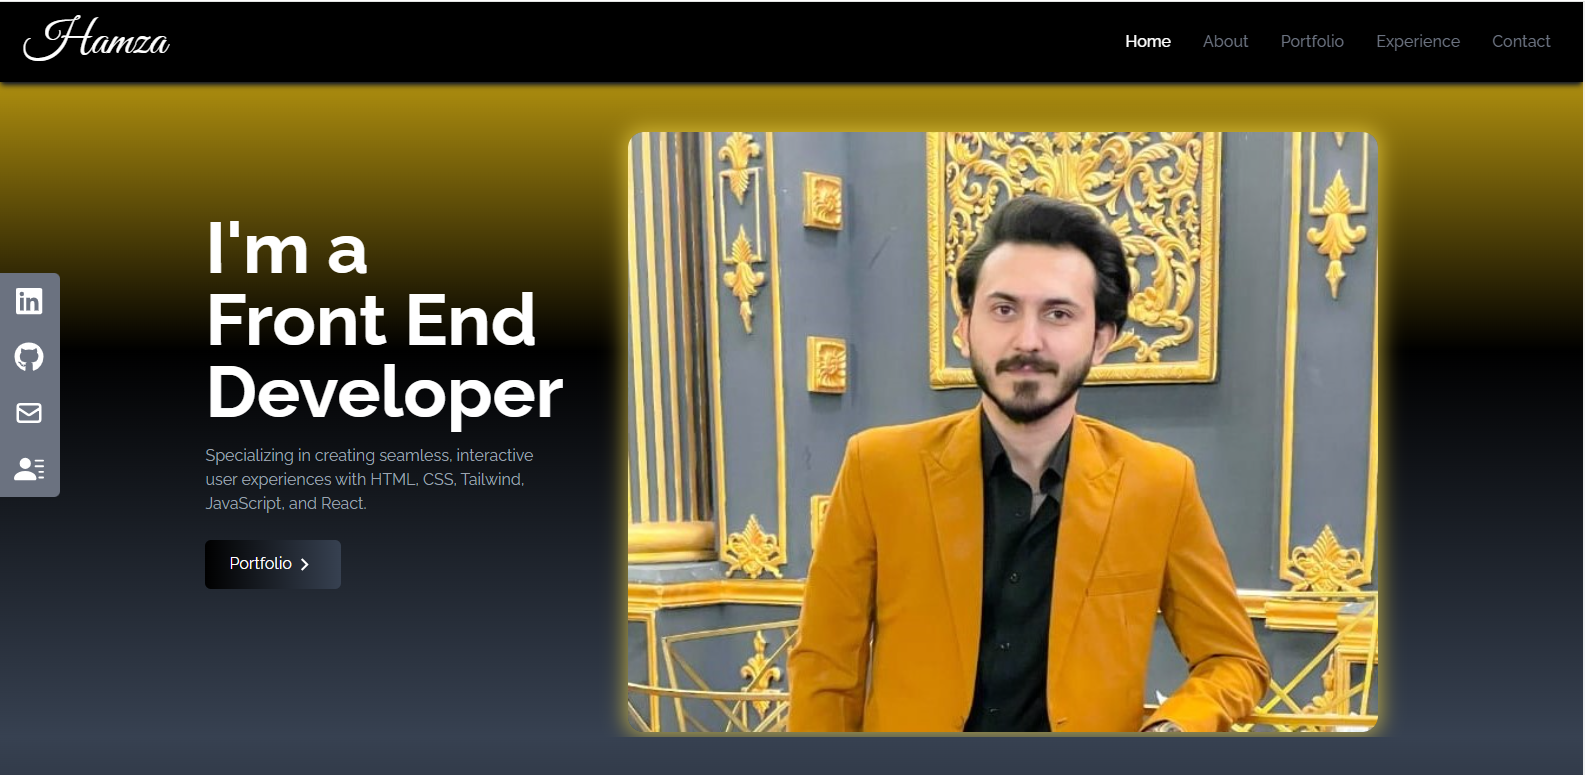 Hamza
Home About Portfolio Experience Contact
I'm a
Front End
Developer
in
Specializing in creating seamless, interactive
user experiences with HTML, CSS, Tailwind,
JavaScript, and React.
Portfolio